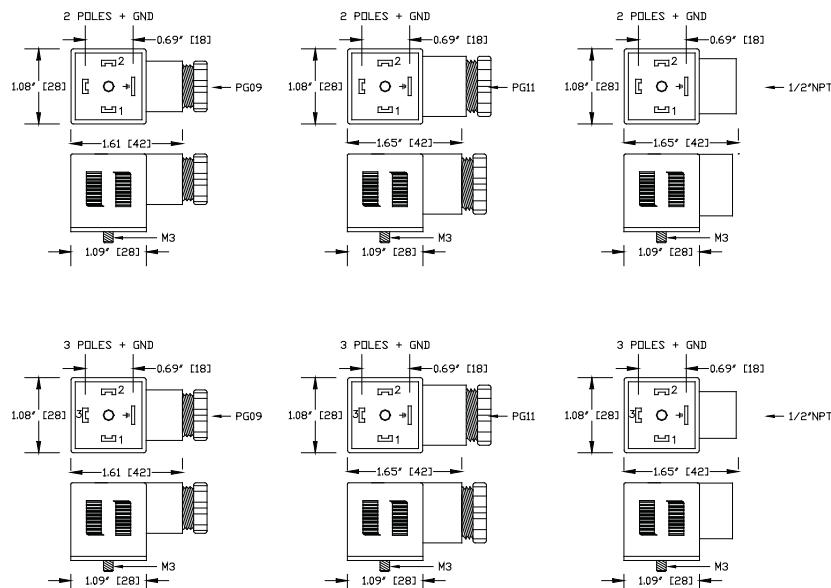 2 POLES + GND
0.69" [18]
2
1.08" [28]
1
PG09
1.61 [42]
M3
1.09" [28]
2 POLES + GND
0.69" [18]
2
1.08" [28]
1
PG11
1.65" [42]
M3
1.09" [28]
2 POLES + GND
0.69" [18]
2
1.08" [28]
1
1/2"NPT
1.65" [42]
M3
1.09" [28]
3 POLES + GND
0.69" [18]
2
1.08" [28]
3
1
PG09
1.61 [42]
M3
1.09" [28]
3 POLES + GND
0.69" [18]
2
1.08" [28]
3
1
PG11
1.65" [42]
M3
1.09" [28]
3 POLES + GND
0.69" [18]
2
1.08" [28]
3
1
1/2"NPT
1.65" [42]
M3
1.09" [28]